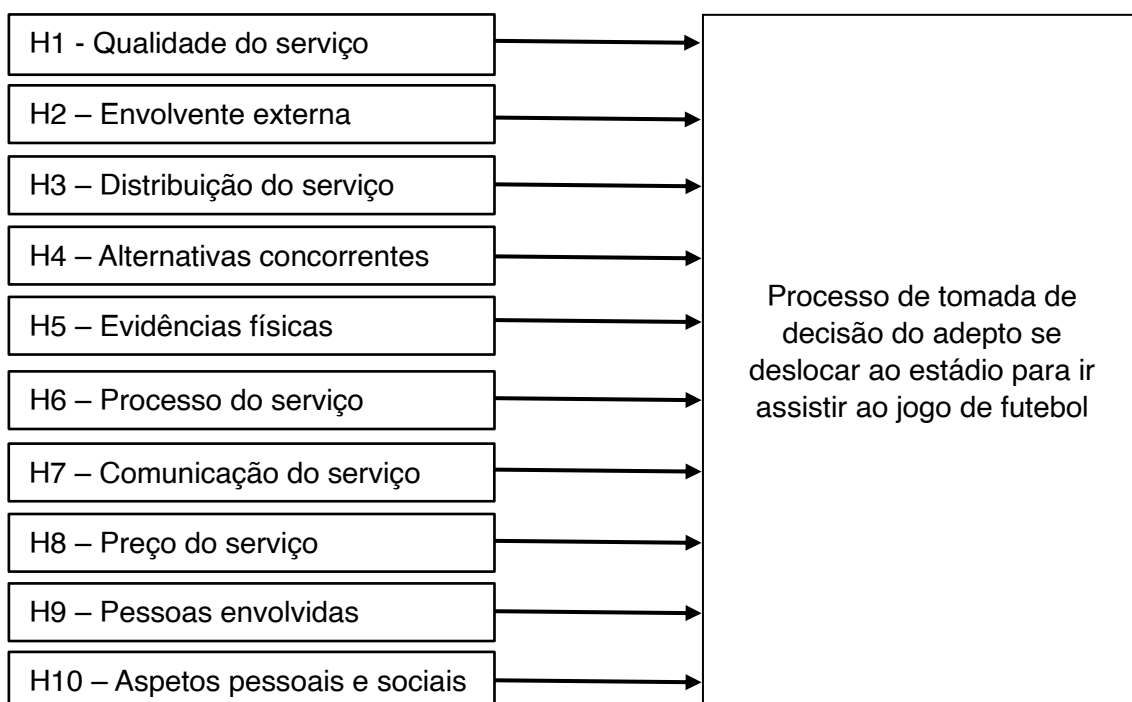 H1 - Qualidade do serviço
H2 – Envolvente externa
H3 – Distribuição do serviço
H4 – Alternativas concorrentes
H5 – Evidências físicas
H6 – Processo do serviço
H7 – Comunicação do serviço
H8 – Preço do serviço
H9 – Pessoas envolvidas
H10 – Aspetos pessoais e sociais
Processo de tomada de
decisão do adepto se
deslocar ao estádio para ir
assistir ao jogo de futebol